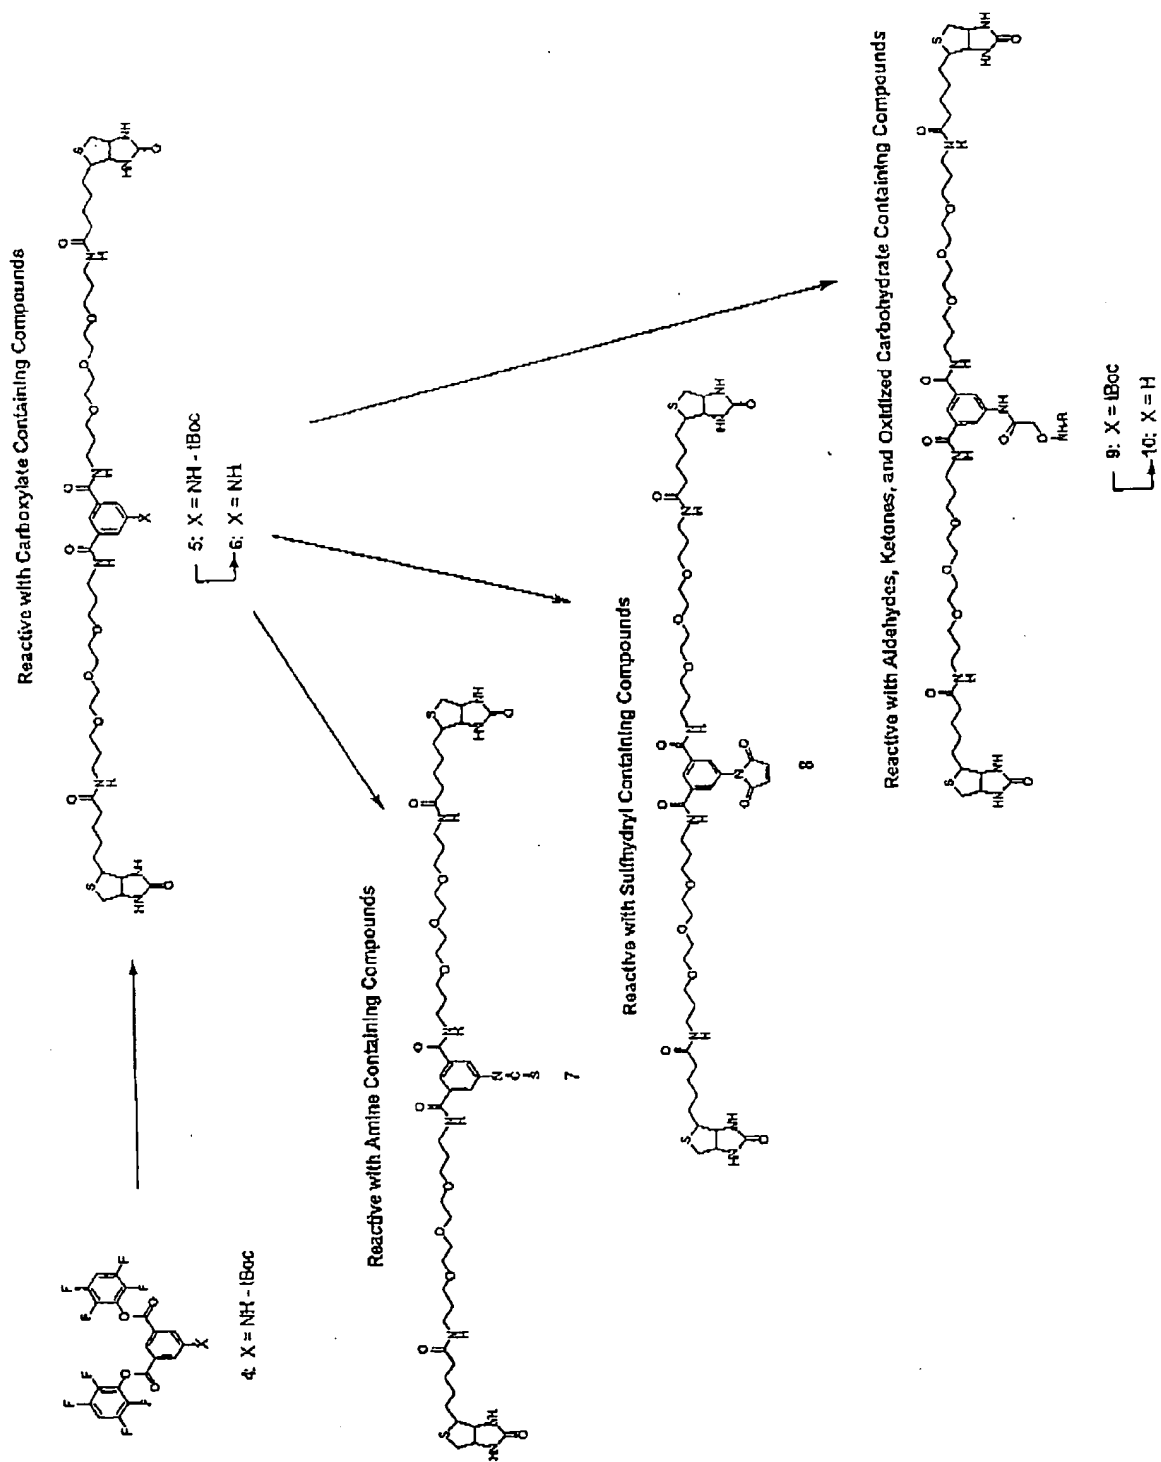 Reactive with Carboxylate Containing Compounds
4: X = NH - tBoc
5: X = NH - tBoc
6: X = NH
Reactive with Amine Containing Compounds
7
Reactive with Sulfhydryl Containing Compounds
8
Reactive with Aldehydes, Ketones, and Oxidized Carbohydrate Containing Compounds
9: X = tBoc
10: X = H